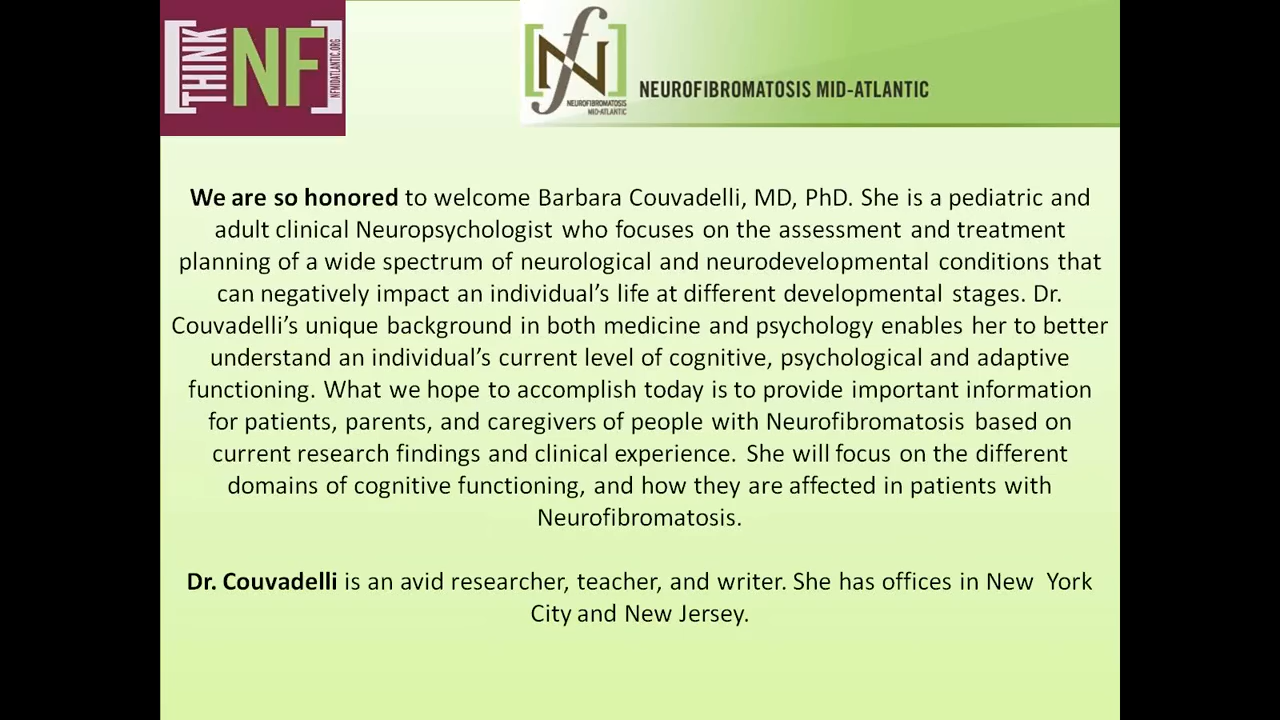 THINK
NF
NFMIDATLANTIC.ORG
NEUROFIBROMATOSIS
MID-ATLANTIC
NEUROFIBROMATOSIS MID-ATLANTIC
We are so honored to welcome Barbara Couvadelli, MD, PhD. She is a pediatric and
adult clinical Neuropsychologist who focuses on the assessment and treatment
planning of a wide spectrum of neurological and neurodevelopmental conditions that
can negatively impact an individual’s life at different developmental stages. Dr.
Couvadelli’s unique background in both medicine and psychology enables her to better
understand an individual’s current level of cognitive, psychological and adaptive
functioning. What we hope to accomplish today is to provide important information
for patients, parents, and caregivers of people with Neurofibromatosis based on
current research findings and clinical experience. She will focus on the different
domains of cognitive functioning, and how they are affected in patients with
Neurofibromatosis.
Dr. Couvadelli is an avid researcher, teacher, and writer. She has offices in New York
City and New Jersey.